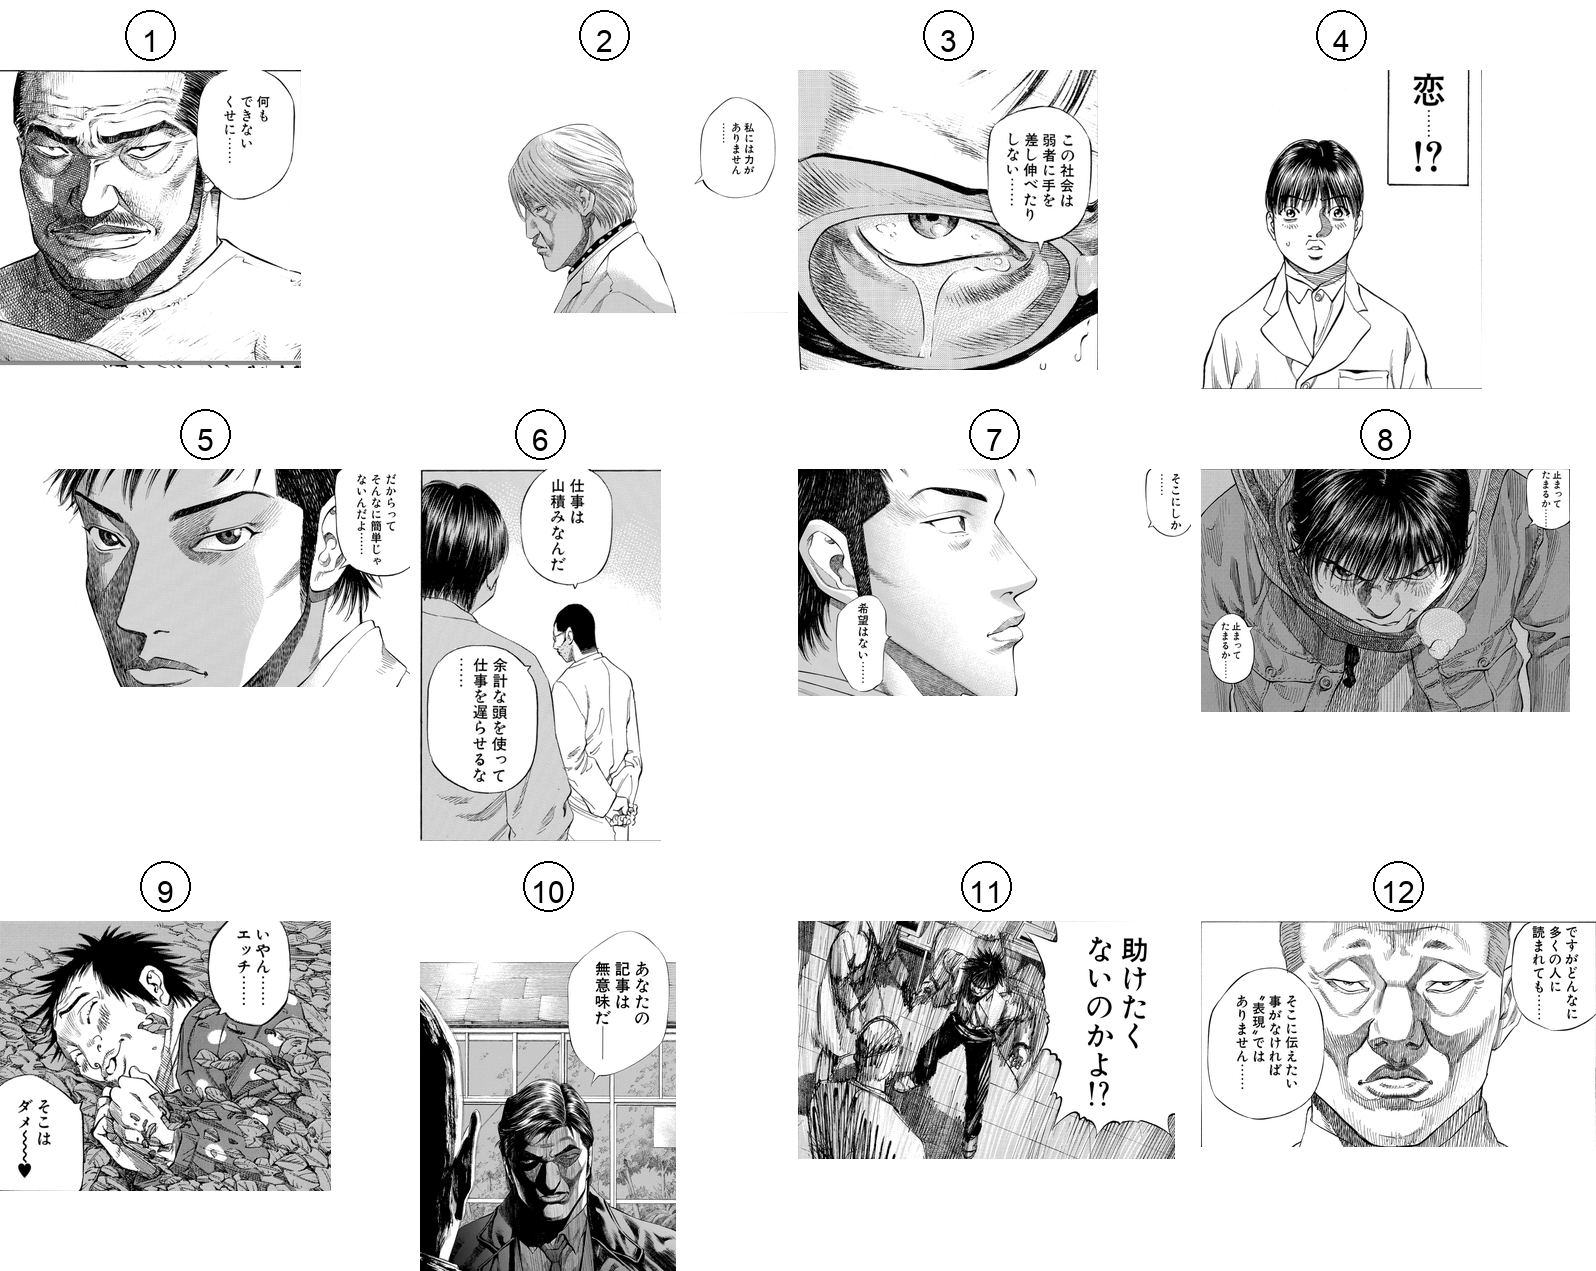 1
何も
できない
くせに……
2
私には力が
ありません
……
3
この社会は
弱者に手を
差し伸べたり
しない……
4
恋……!?
5
だからって
そんなに簡単じゃ
ないんだよ……
6
仕事は
山積みなんだ
余計な頭を使って
仕事を遅らせるな
……
7
そこにしか
……
希望はない……
8
止まって
たまるか……
止まって
たまるか……
9
いやん……
エッチ……
そこは
ダメ～～～♥
10
あなたの
記事は
無意味だ──
11
助けたく
ないのかよ!?
12
ですがどんなに
多くの人に
読まれても……
そこに伝えたい
事がなければ
〝表現〟では
ありません……